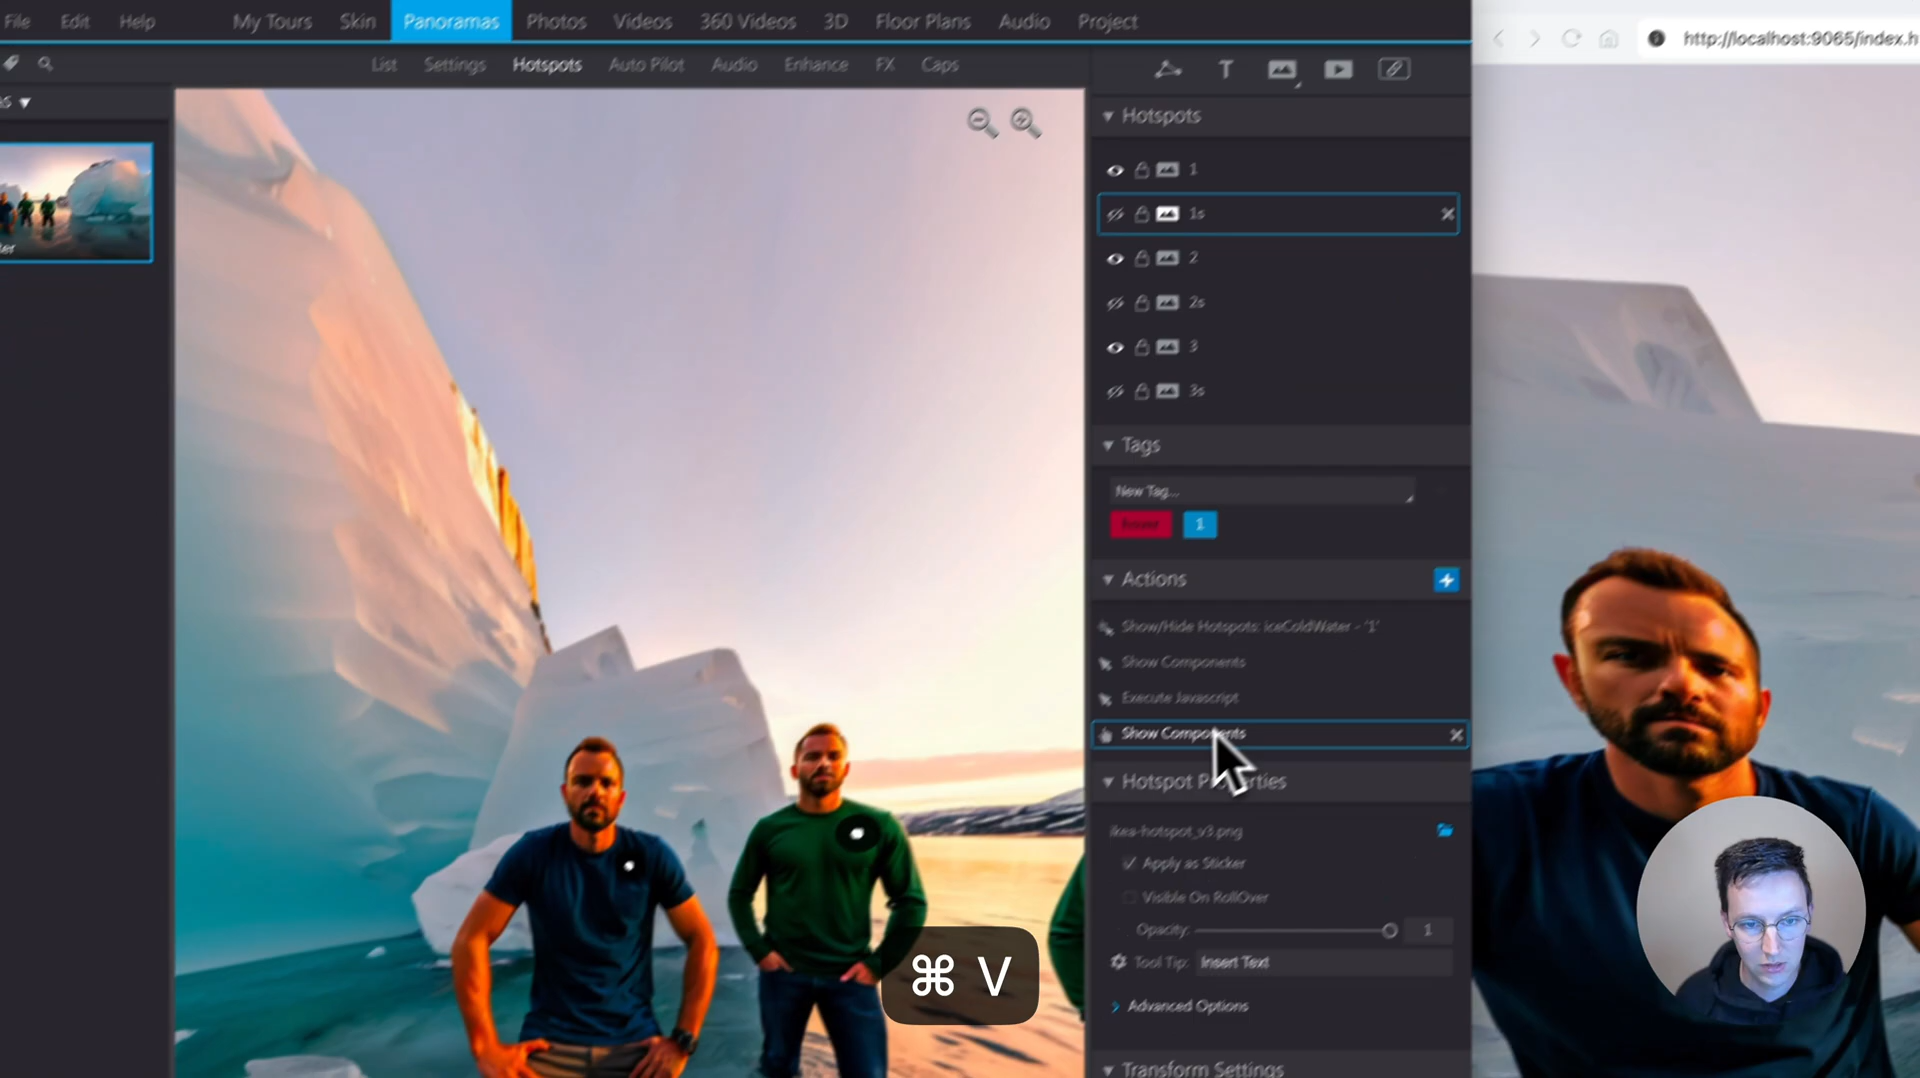 File Edit Help My Tours Skin Panoramas Photos Videos 360 Videos 3D Floor Plans Audio Project
http://localhost:9065/index.h
List Settings Hotspots Auto Pilot Audio Enhance FX Caps
T
Hotspots
1
1s
2
2s
3
3s
Tags
New Tag...
1
Actions
Show/Hide Hotspots: iceColdWater - '1'
Show Components
Execute Javascript
Show Components
Hotspot Properties
ikea-hotspot_v3.png
Apply as Sticker
Visible On RollOver
Opacity: 1
Tool Tip: Insert Text
Advanced Options
Transform Settings
⌘ V